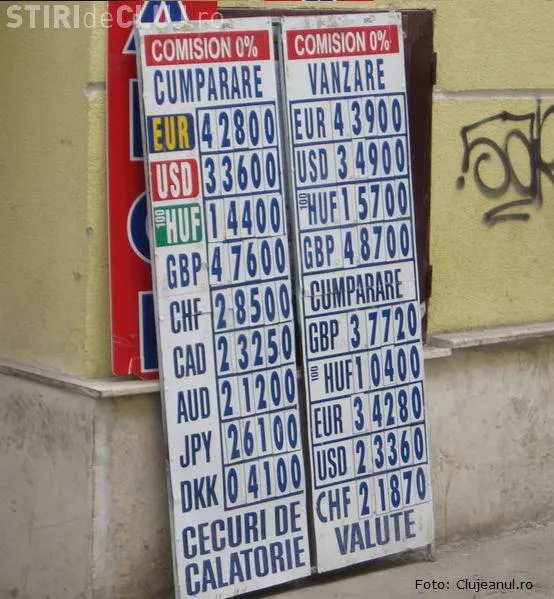 STIRIdeCLUJ.ro
COMISION 0%
CUMPARARE
EUR 42800
USD 33600
100 HUF 14400
GBP 47600
CHF 28500
CAD 23250
AUD 21200
JPY 26100
DKK 04100
CECURI DE
CALATORIE
COMISION 0%
VANZARE
EUR 43900
USD 34900
100 HUF 15700
GBP 48700
CUMPARARE
GBP 37720
100 HUF 10400
EUR 34280
USD 23360
CHF 21870
VALUTE
Foto: Clujeanul.ro